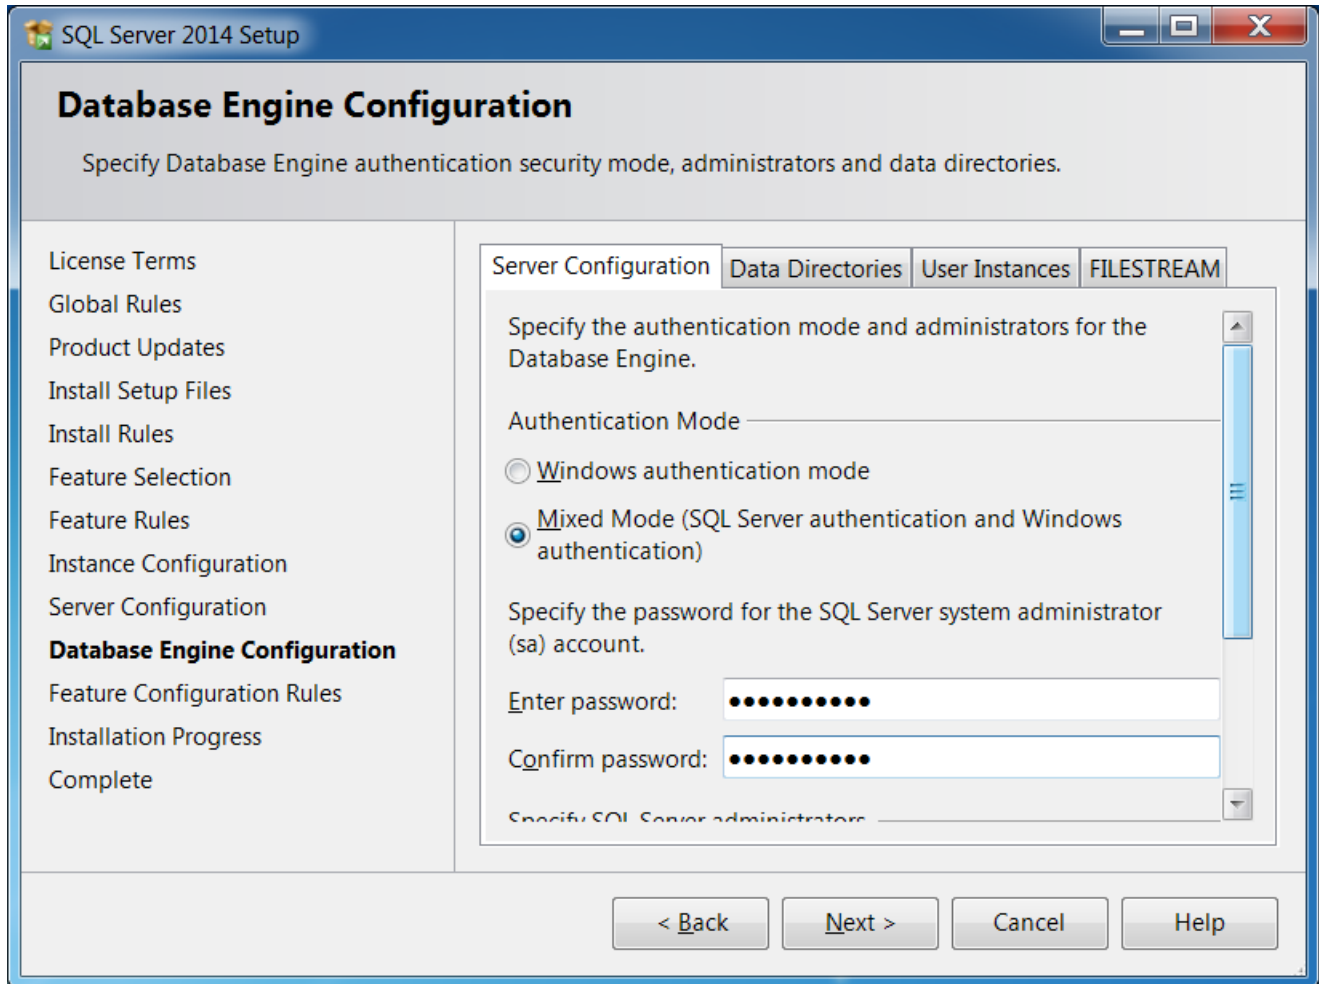 SQL Server 2014 Setup
Database Engine Configuration
Specify Database Engine authentication security mode, administrators and data directories.
License Terms
Global Rules
Product Updates
Install Setup Files
Install Rules
Feature Selection
Feature Rules
Instance Configuration
Server Configuration
Database Engine Configuration
Feature Configuration Rules
Installation Progress
Complete
Server Configuration Data Directories User Instances FILESTREAM
Specify the authentication mode and administrators for the
Database Engine.
Authentication Mode
Windows authentication mode
Mixed Mode (SQL Server authentication and Windows
authentication)
Specify the password for the SQL Server system administrator
(sa) account.
Enter password: ●●●●●●●●●●
Confirm password: ●●●●●●●●●●
Specify SQL Server administrators
< Back Next > Cancel Help